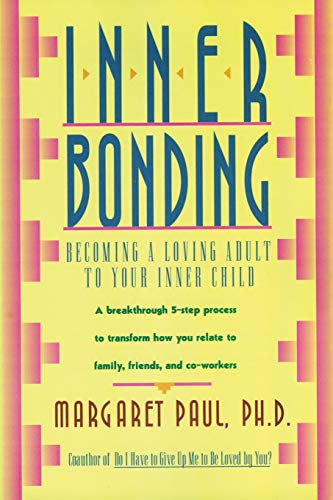 INNER
BONDING
BECOMING A LOVING ADULT
TO YOUR INNER CHILD
A breakthrough 5-step process
to transform how you relate to
family, friends, and co-workers
MARGARET PAUL, PH.D.
Coauthor of Do I Have to Give Up Me to Be Loved by You?